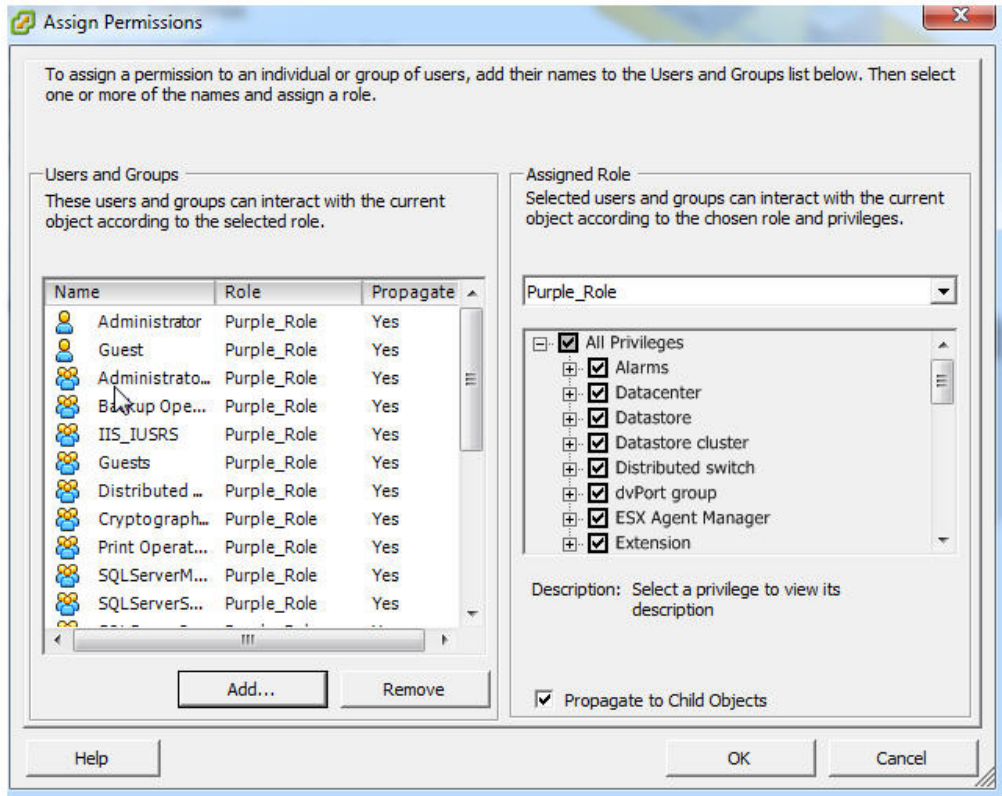 Assign Permissions
To assign a permission to an individual or group of users, add their names to the Users and Groups list below. Then select
one or more of the names and assign a role.
Users and Groups
These users and groups can interact with the current
object according to the selected role.
Name Role Propagate
Administrator Purple_Role Yes
Guest Purple_Role Yes
Administrato... Purple_Role Yes
Backup Ope... Purple_Role Yes
IIS_IUSRS Purple_Role Yes
Guests Purple_Role Yes
Distributed ... Purple_Role Yes
Cryptograph... Purple_Role Yes
Print Operat... Purple_Role Yes
SQLServerM... Purple_Role Yes
SQLServerS... Purple_Role Yes
Add...
Remove
Assigned Role
Selected users and groups can interact with the current
object according to the chosen role and privileges.
Purple_Role
All Privileges
Alarms
Datacenter
Datastore
Datastore cluster
Distributed switch
dvPort group
ESX Agent Manager
Extension
Description: Select a privilege to view its
description
Propagate to Child Objects
Help
OK
Cancel